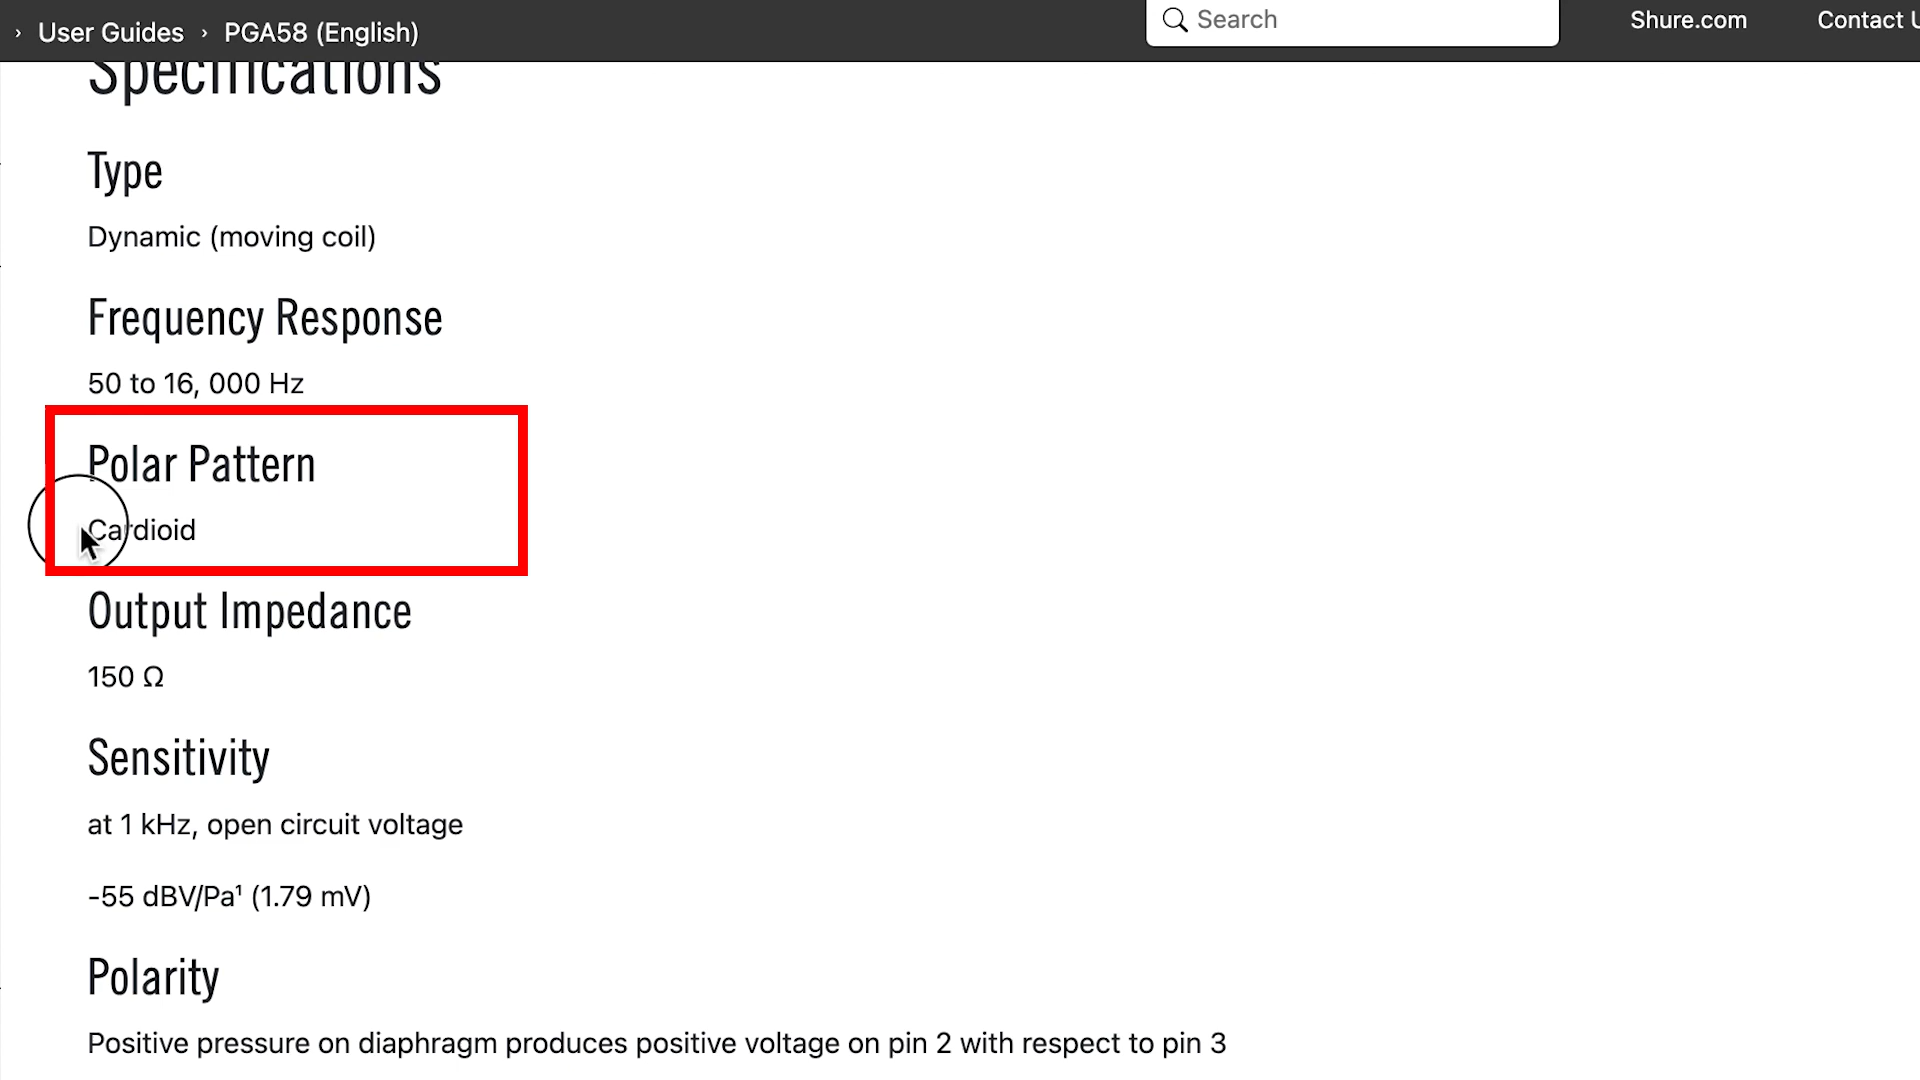 › User Guides › PGA58 (English)
Search
Shure.com
Contact U
Specifications
Type
Dynamic (moving coil)
Frequency Response
50 to 16, 000 Hz
Polar Pattern
Cardioid
Output Impedance
150 Ω
Sensitivity
at 1 kHz, open circuit voltage
-55 dBV/Pa¹ (1.79 mV)
Polarity
Positive pressure on diaphragm produces positive voltage on pin 2 with respect to pin 3